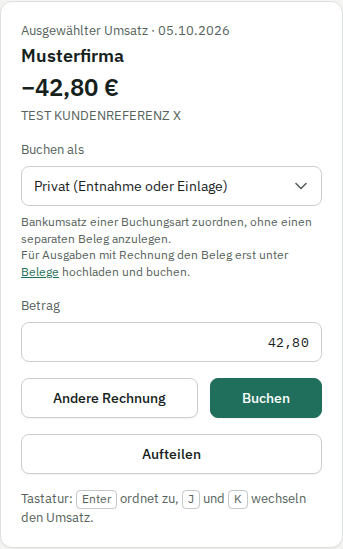 Ausgewählter Umsatz · 05.10.2026
Musterfirma
−42,80 €
TEST KUNDENREFERENZ X
Buchen als
Privat (Entnahme oder Einlage)
Bankumsatz einer Buchungsart zuordnen, ohne einen
separaten Beleg anzulegen.
Für Ausgaben mit Rechnung den Beleg erst unter
Belege hochladen und buchen.
Betrag
42,80
Andere Rechnung Buchen
Aufteilen
Tastatur: Enter ordnet zu, J und K wechseln
den Umsatz.